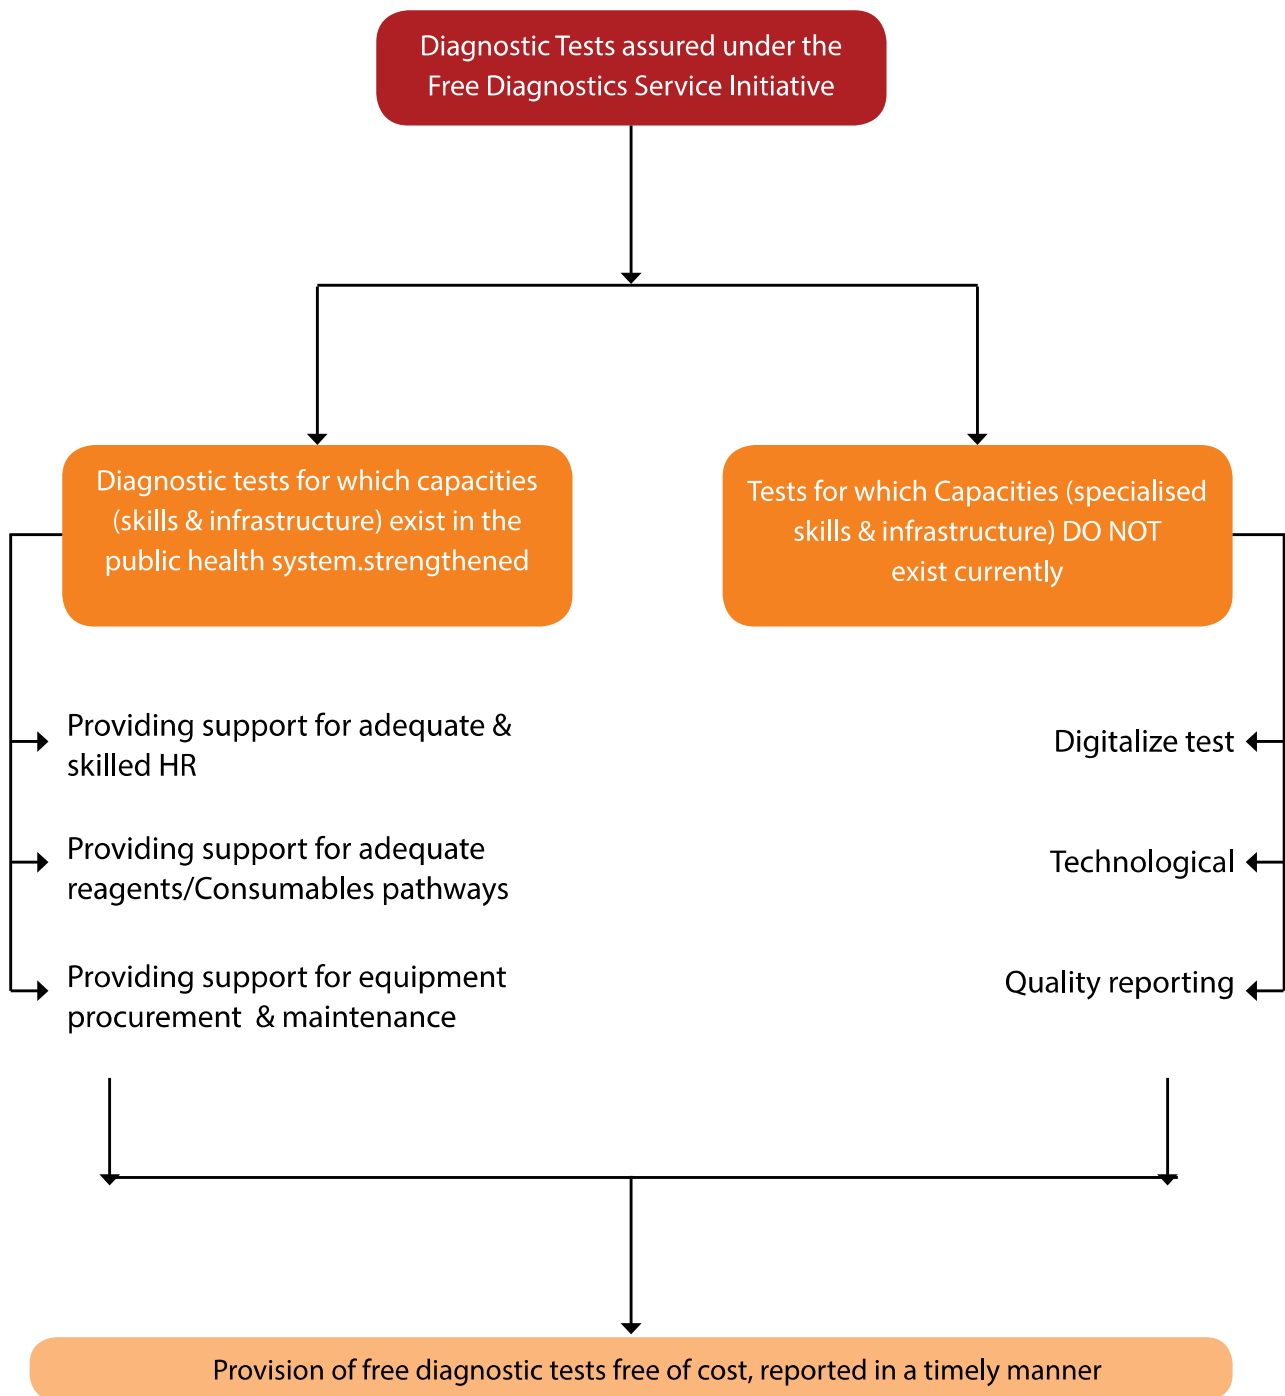 Diagnostic Tests assured under the
Free Diagnostics Service Initiative
Diagnostic tests for which capacities
(skills & infrastructure) exist in the
public health system.strengthened
Tests for which Capacities (specialised
skills & infrastructure) DO NOT
exist currently
Providing support for adequate &
skilled HR
Providing support for adequate
reagents/Consumables pathways
Providing support for equipment
procurement & maintenance
Digitalize test
Technological
Quality reporting
Provision of free diagnostic tests free of cost, reported in a timely manner